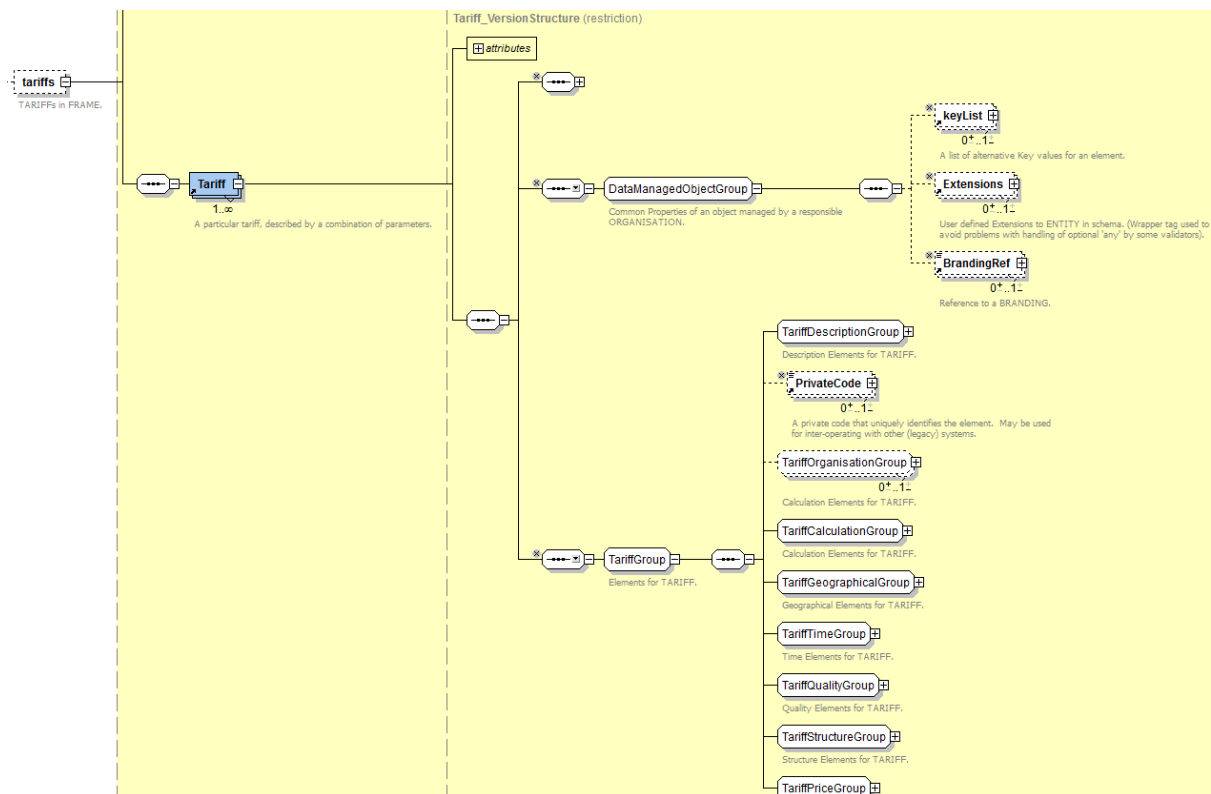 Tariff_VersionStructure (restriction)
attributes
tariffs
TARIFFs in FRAME.
keyList
0..1
A list of alternative Key values for an element.
Tariff
1..∞
A particular tariff, described by a combination of parameters.
DataManagedObjectGroup
Common Properties of an object managed by a responsible
ORGANISATION.
Extensions
0..1
User defined Extensions to ENTITY in schema. (Wrapper tag used to
avoid problems with handling of optional 'any' by some validators).
BrandingRef
0..1
Reference to a BRANDING.
TariffDescriptionGroup
Description Elements for TARIFF.
PrivateCode
0..1
A private code that uniquely identifies the element. May be used
for inter-operating with other (legacy) systems.
TariffOrganisationGroup
0..1
Calculation Elements for TARIFF.
TariffCalculationGroup
Calculation Elements for TARIFF.
TariffGroup
Elements for TARIFF.
TariffGeographicalGroup
Geographical Elements for TARIFF.
TariffTimeGroup
Time Elements for TARIFF.
TariffQualityGroup
Quality Elements for TARIFF.
TariffStructureGroup
Structure Elements for TARIFF.
TariffPriceGroup